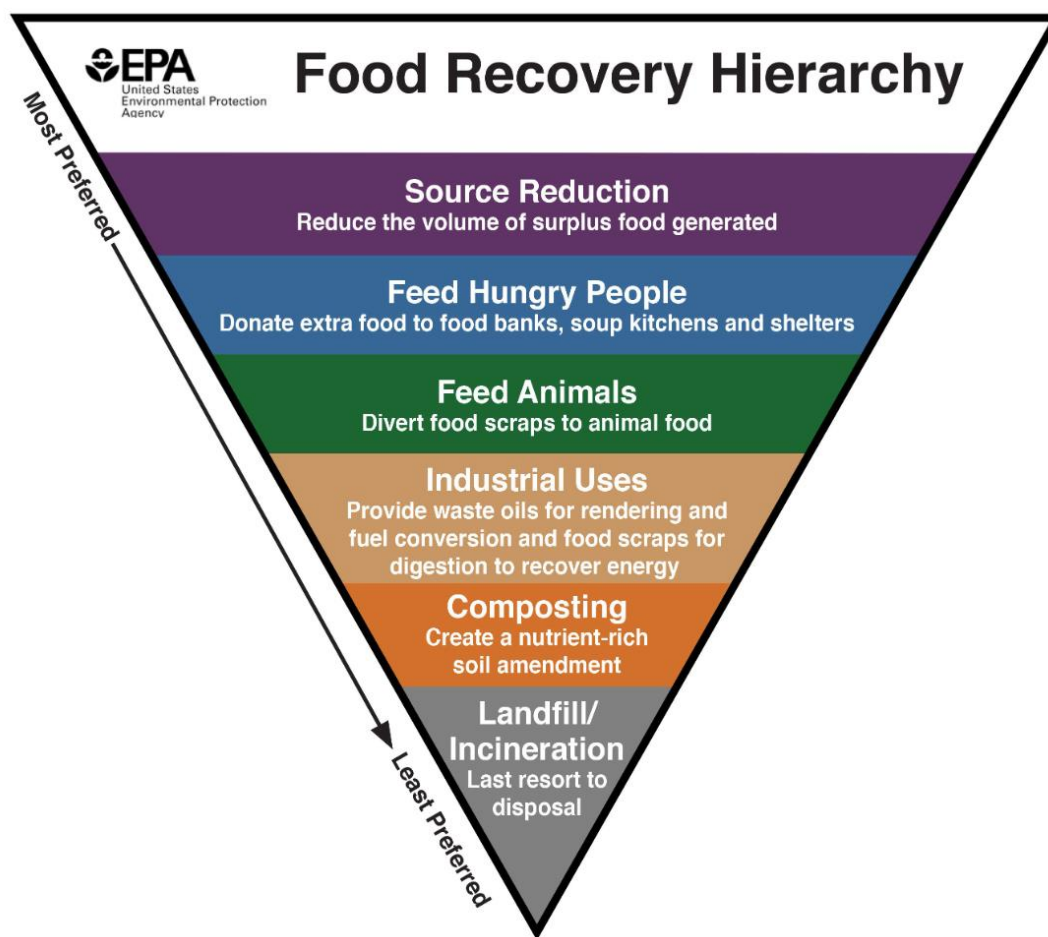 EPA
United States
Environmental Protection
Agency
Food Recovery Hierarchy
Most Preferred
Source Reduction
Reduce the volume of surplus food generated
Feed Hungry People
Donate extra food to food banks, soup kitchens and shelters
Feed Animals
Divert food scraps to animal food
Industrial Uses
Provide waste oils for rendering and
fuel conversion and food scraps for
digestion to recover energy
Composting
Create a nutrient-rich
soil amendment
Landfill/
Incineration
Last resort to
disposal
Least Preferred